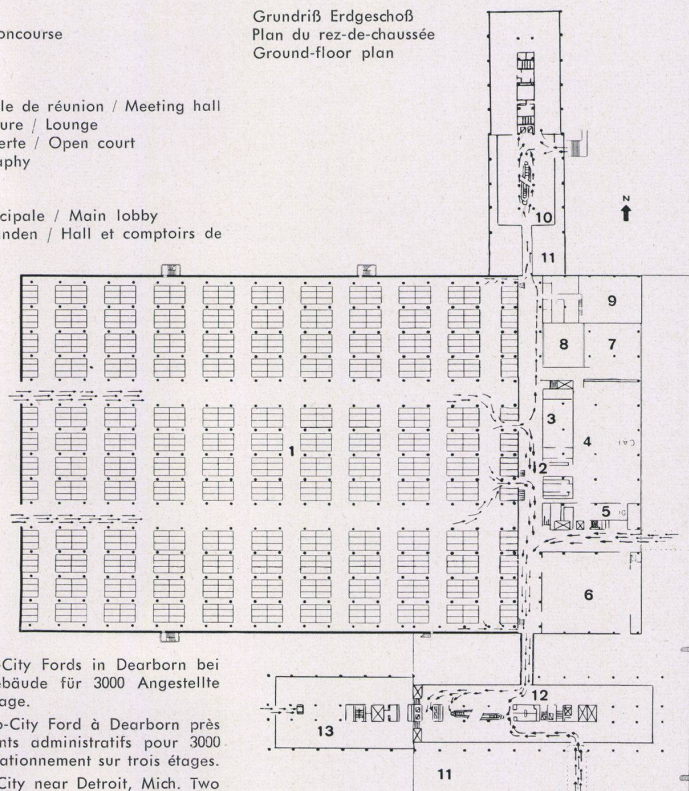 oncourse
Grundriß Erdgeschoß
Plan du rez-de-chaussée
Ground-floor plan
le de réunion / Meeting hall
ure / Lounge
erte / Open court
aphy
cipale / Main lobby
nden / Hall et comptoirs de
N
10
11
9
8
7
3
4
1
2
5
6
12
13
11
-City Fords in Dearborn bei
ebäude für 3000 Angestellte
age.
o-City Ford à Dearborn près
nts administratifs pour 3000
ationnement sur trois étages.
City near Detroit, Mich. Two